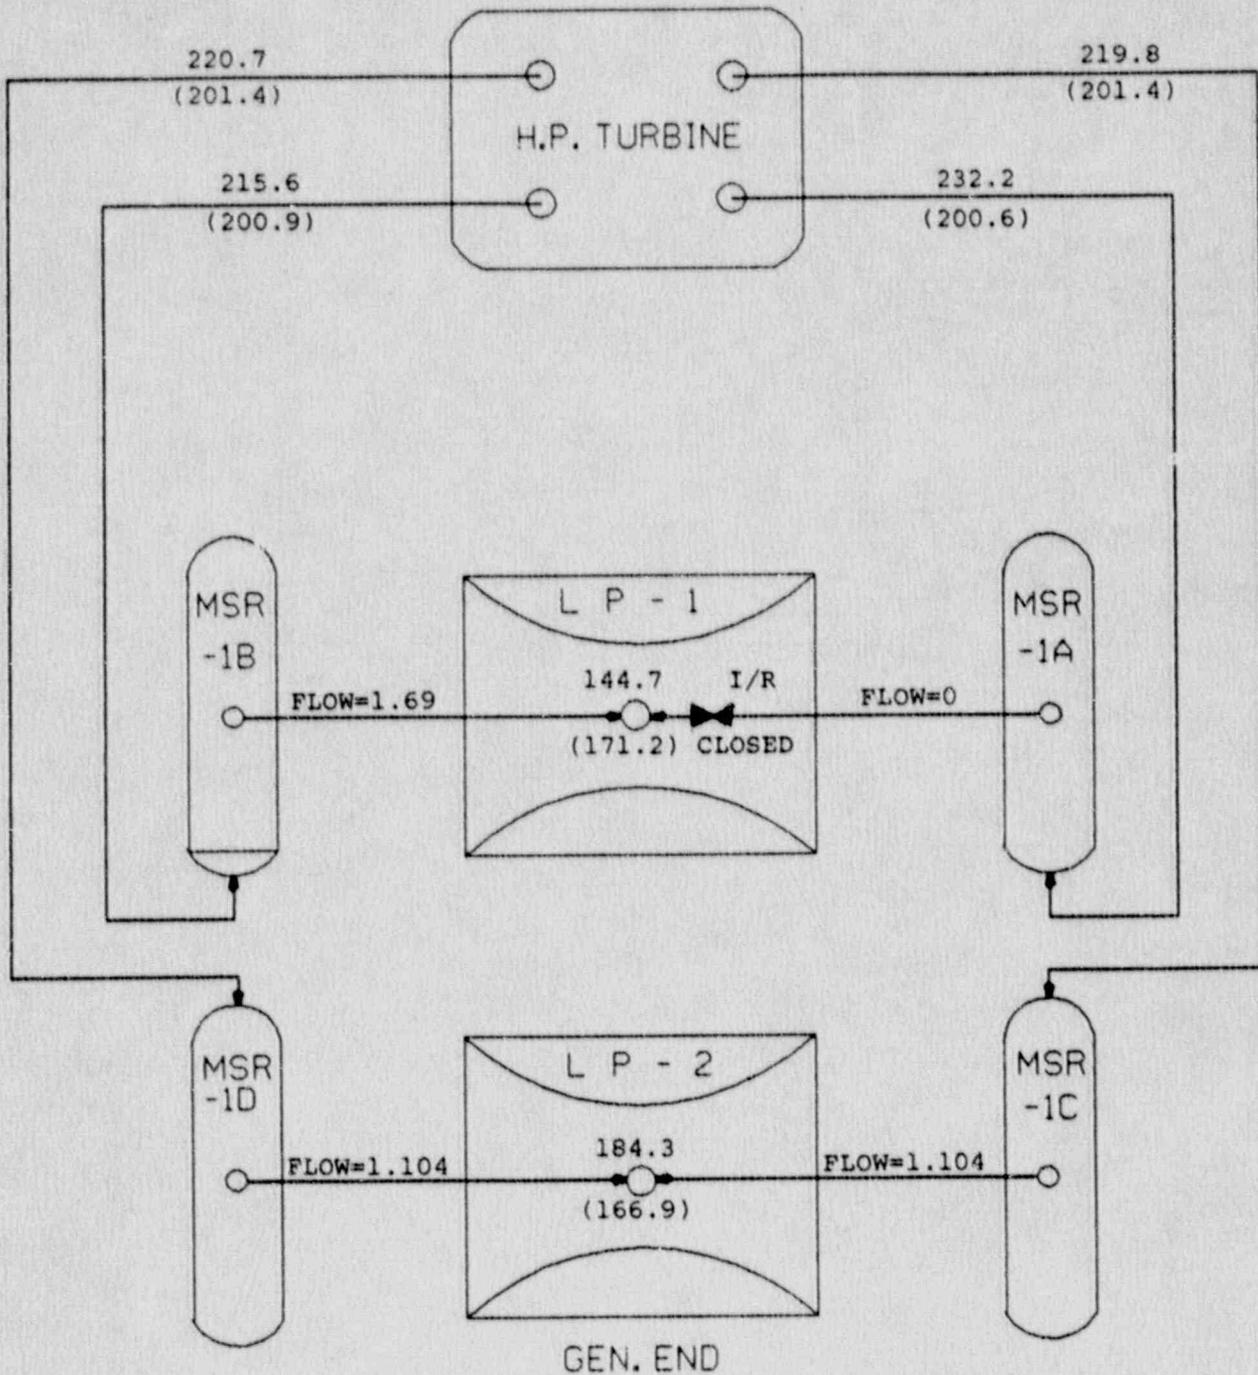 220.7
(201.4)
219.8
(201.4)
H.P. TURBINE
215.6
(200.9)
232.2
(200.6)
MSR
-1B
L P - 1
MSR
-1A
144.7 I/R
FLOW=1.69
FLOW=0
(171.2) CLOSED
MSR
-1D
L P - 2
MSR
-1C
184.3
FLOW=1.104
FLOW=1.104
(166.9)
GEN. END